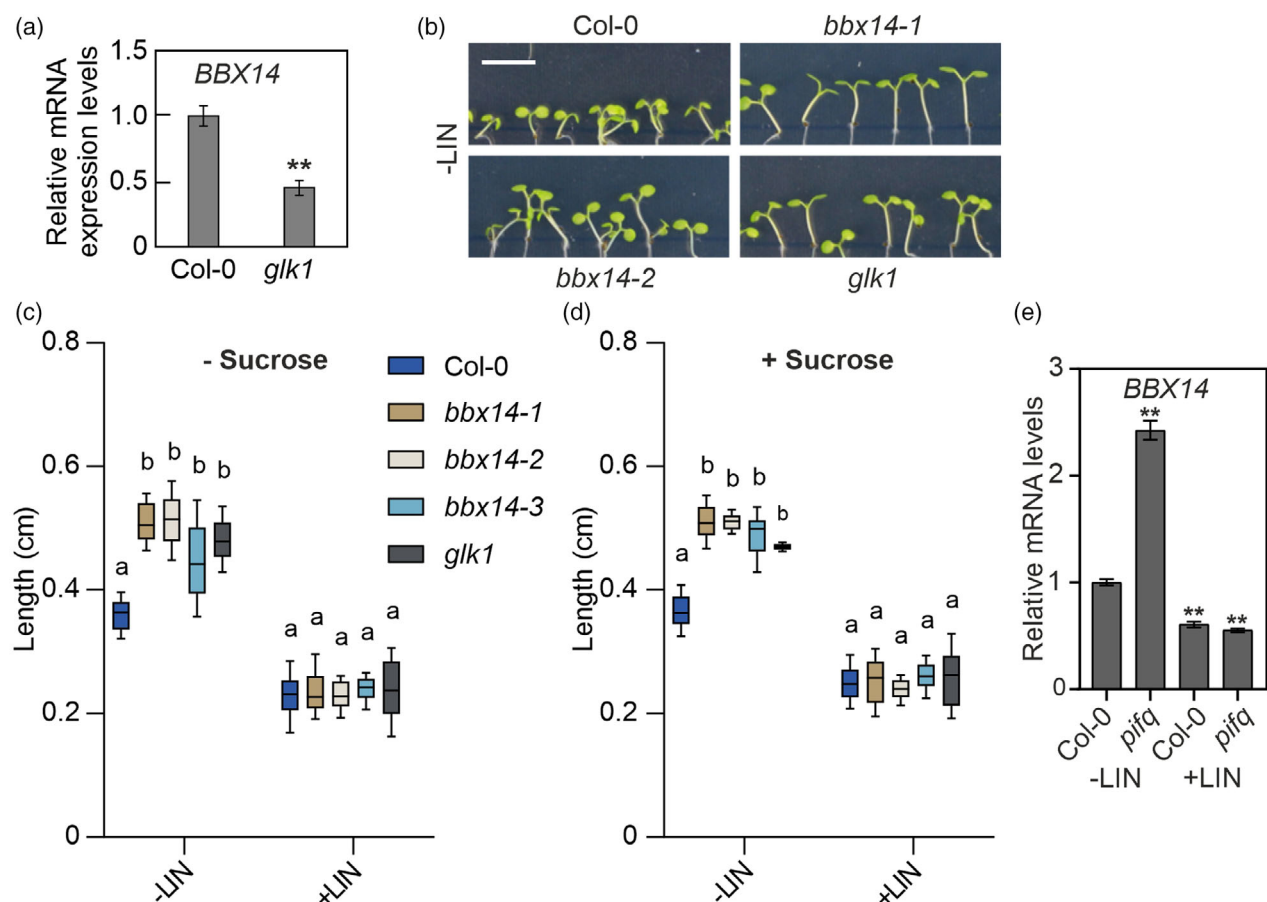 (a)
Relative mRNA
expression levels
1.5
1.0
0.5
0
BBX14
**
Col-0
glk1
(b)
Col-0
bbx14-1
-LIN
bbx14-2
glk1
(c)
Length (cm)
0.8
0.6
0.4
0.2
0
- Sucrose
a
b
b
b
b
a
a
a
a
a
-LIN
+LIN
Col-0
bbx14-1
bbx14-2
bbx14-3
glk1
(d)
Length (cm)
0.8
0.6
0.4
0.2
0
+ Sucrose
a
b
b
b
b
a
a
a
a
a
-LIN
+LIN
(e)
Relative mRNA levels
3
2
1
0
BBX14
**
**
**
Col-0
pifq
Col-0
pifq
-LIN
+LIN